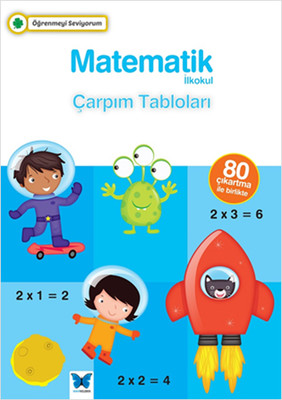 Öğrenmeyi Seviyorum
Matematik
İlkokul
Çarpım Tabloları
80
çıkartma
ile birlikte
2 x 3 = 6
2 x 1 = 2
2 x 2 = 4